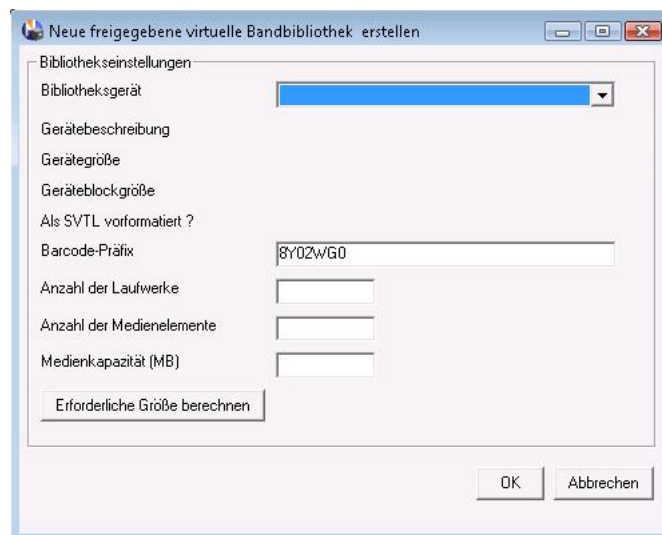 Neue freigegebene virtuelle Bandbibliothek erstellen
Bibliothekseinstellungen
Bibliotheksgerät
Gerätebeschreibung
Gerätegröße
Geräteblockgröße
Als SVTL vorformatiert ?
Barcode-Präfix 8Y02WG0
Anzahl der Laufwerke
Anzahl der Medienelemente
Medienkapazität (MB)
Erforderliche Größe berechnen
OK Abbrechen